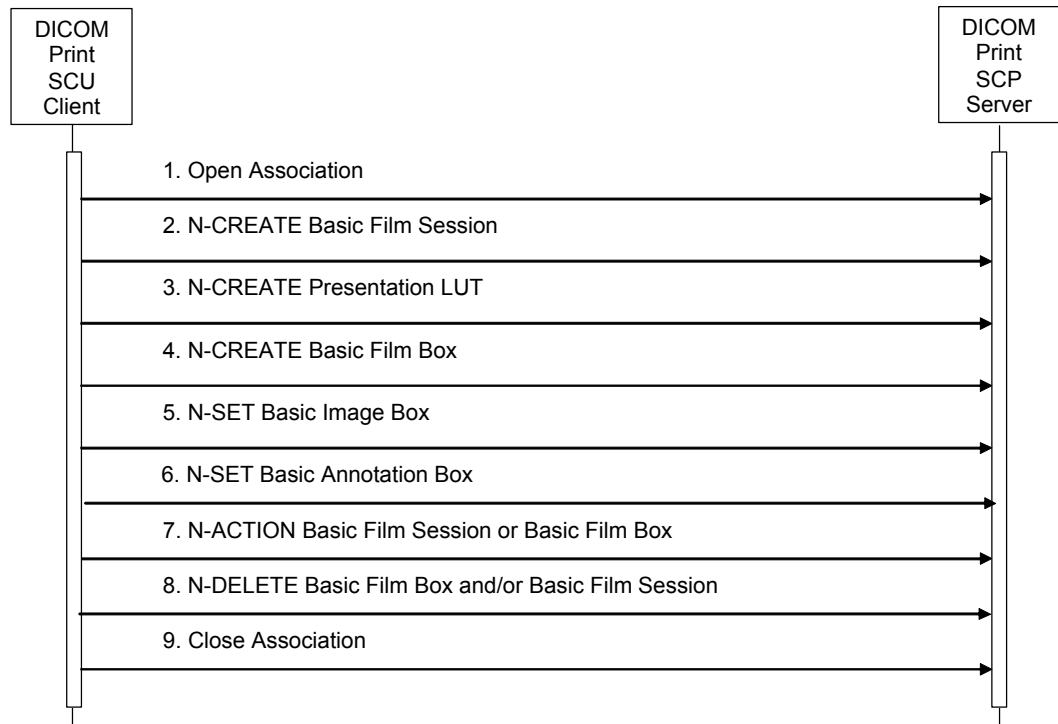 DICOM
Print
SCU
Client
DICOM
Print
SCP
Server
1. Open Association
2. N-CREATE Basic Film Session
3. N-CREATE Presentation LUT
4. N-CREATE Basic Film Box
5. N-SET Basic Image Box
6. N-SET Basic Annotation Box
7. N-ACTION Basic Film Session or Basic Film Box
8. N-DELETE Basic Film Box and/or Basic Film Session
9. Close Association